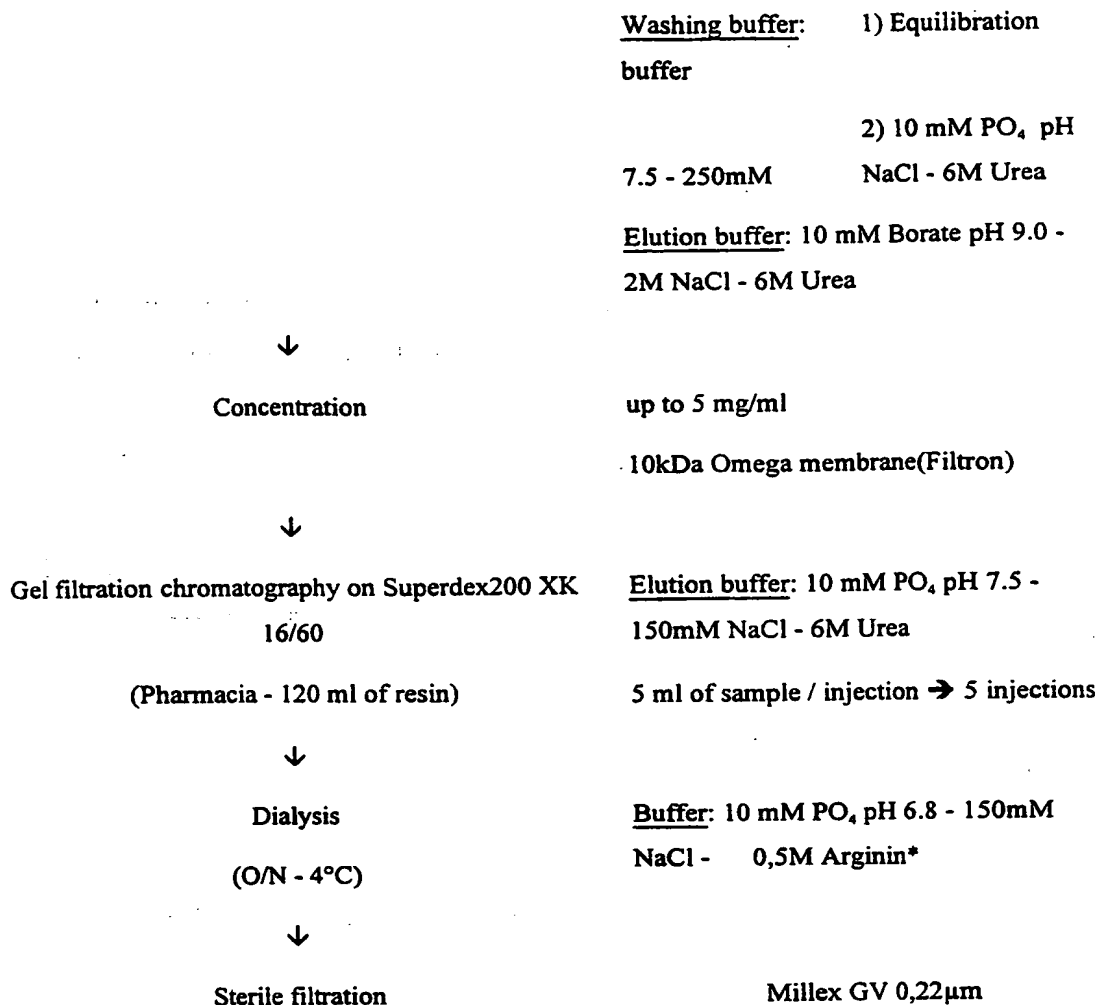 Washing buffer: 1) Equilibration
buffer
2) 10 mM PO₄ pH
7.5 - 250mM NaCl - 6M Urea
Elution buffer: 10 mM Borate pH 9.0 -
2M NaCl - 6M Urea
↓
Concentration up to 5 mg/ml
10kDa Omega membrane(Filtron)
↓
Gel filtration chromatography on Superdex200 XK Elution buffer: 10 mM PO₄ pH 7.5 -
16/60 150mM NaCl - 6M Urea
(Pharmacia - 120 ml of resin) 5 ml of sample / injection ➔ 5 injections
↓
Dialysis Buffer: 10 mM PO₄ pH 6.8 - 150mM
(O/N - 4°C) NaCl - 0,5M Arginin*
↓
Sterile filtration Millex GV 0,22µm